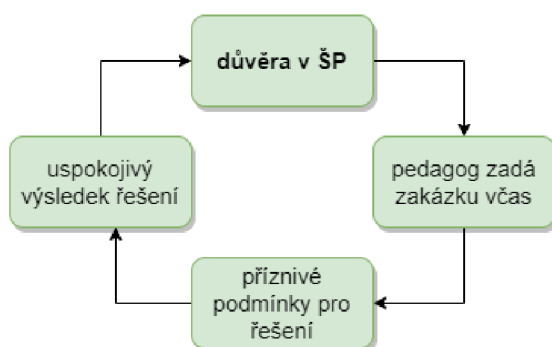 důvěra v ŠP
pedagog zadá
zakázku včas
příznivé
podmínky pro
řešení
uspokojivý
výsledek řešení